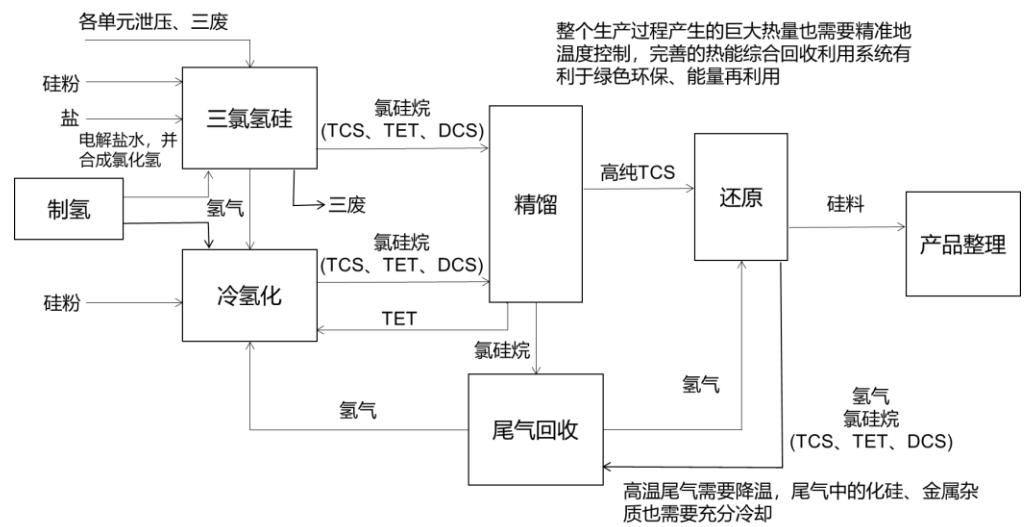 各单元泄压、三废
整个生产过程产生的巨大热量也需要精准地
温度控制，完善的热能综合回收利用系统有
利于绿色环保、能量再利用
硅粉
盐
电解盐水，并
合成氯化氢
三氯氢硅
氯硅烷
(TCS、TET、DCS)
精馏
高纯TCS
还原
硅料
产品整理
制氢
氢气
三废
氯硅烷
(TCS、TET、DCS)
硅粉
冷氢化
TET
氯硅烷
氢气
尾气回收
氢气
氢气
氯硅烷
(TCS、TET、DCS)
高温尾气需要降温，尾气中的化硅、金属杂
质也需要充分冷却